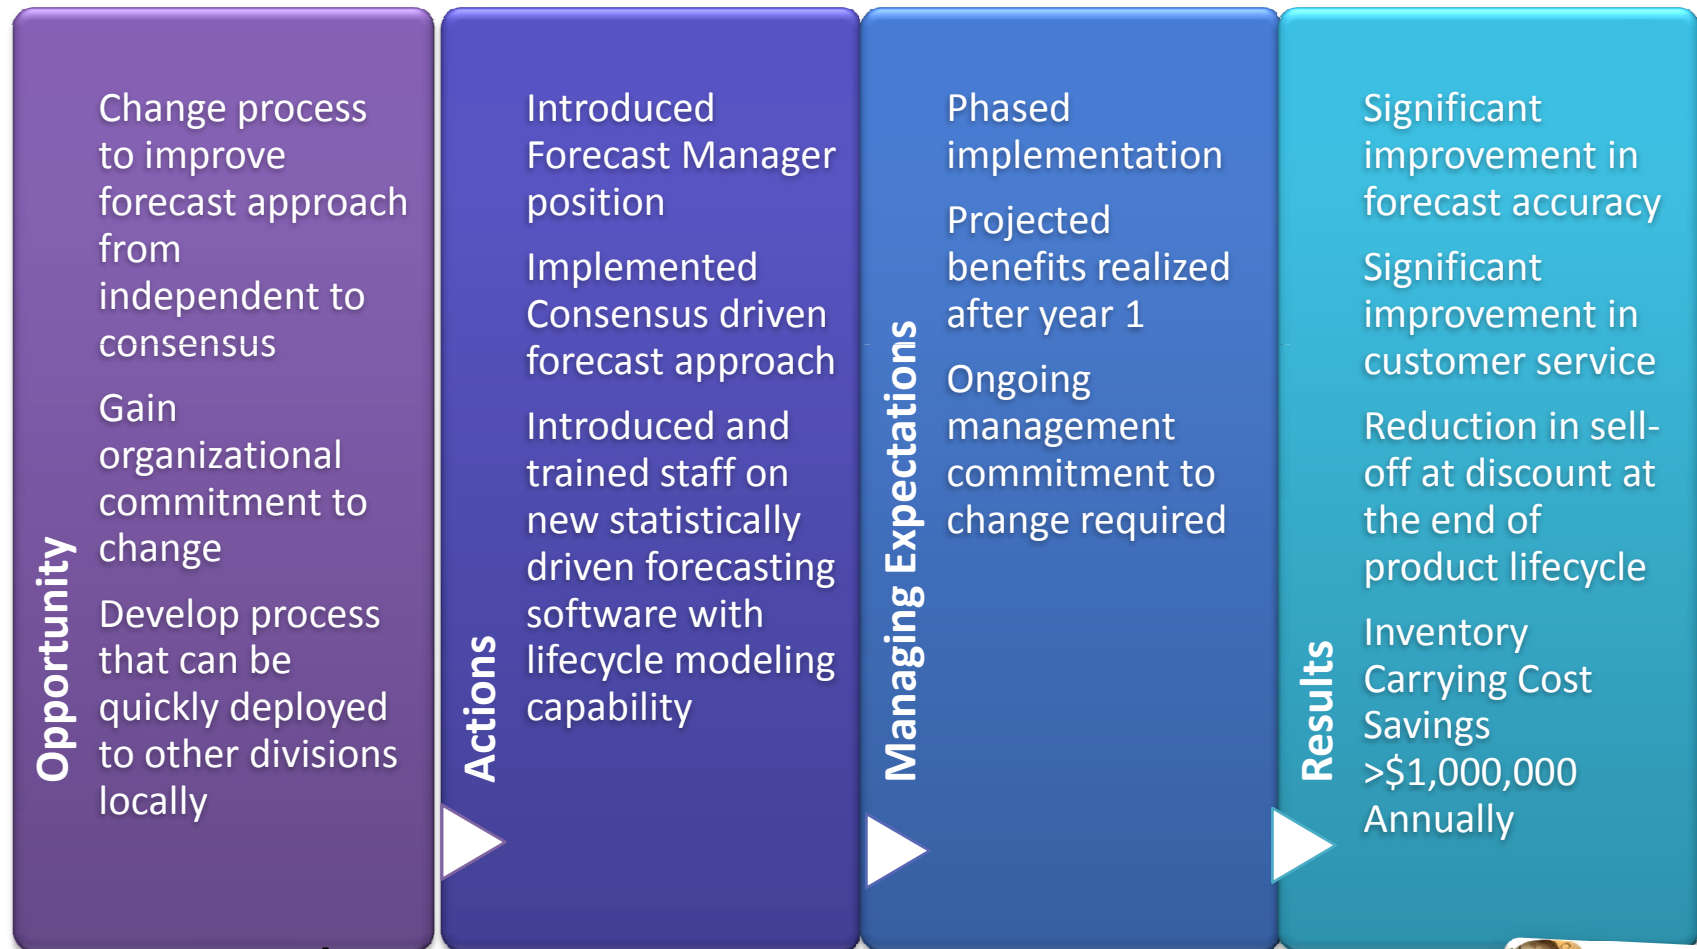 Opportunity
Change process
to improve
forecast approach
from
independent to
consensus
Gain
organizational
commitment to
change
Develop process
that can be
quickly deployed
to other divisions
locally
Actions
Introduced
Forecast Manager
position
Implemented
Consensus driven
forecast approach
Introduced and
trained staff on
new statistically
driven forecasting
software with
lifecycle modeling
capability
Managing Expectations
Phased
implementation
Projected
benefits realized
after year 1
Ongoing
management
commitment to
change required
Results
Significant
improvement in
forecast accuracy
Significant
improvement in
customer service
Reduction in sell-
off at discount at
the end of
product lifecycle
Inventory
Carrying Cost
Savings
>$1,000,000
Annually